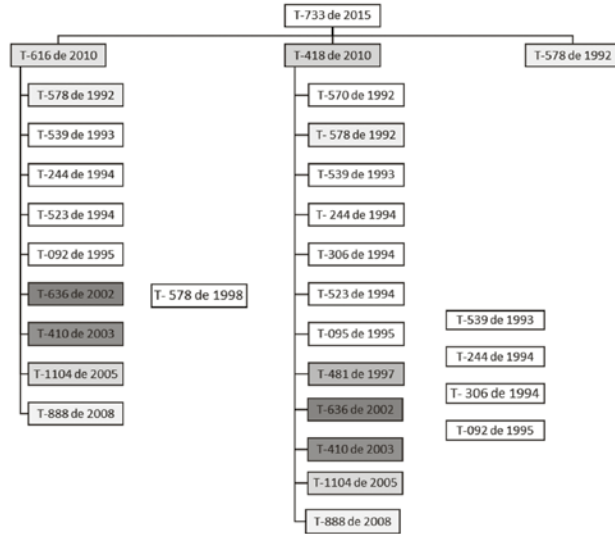 T-733 de 2015
T-616 de 2010
T-418 de 2010
T-578 de 1992
T-578 de 1992
T-539 de 1993
T-244 de 1994
T-523 de 1994
T-092 de 1995
T-636 de 2002
T-410 de 2003
T-1104 de 2005
T-888 de 2008
T- 578 de 1998
T-570 de 1992
T- 578 de 1992
T-539 de 1993
T- 244 de 1994
T-306 de 1994
T-523 de 1994
T-095 de 1995
T-481 de 1997
T-636 de 2002
T-410 de 2003
T-1104 de 2005
T-888 de 2008
T-539 de 1993
T-244 de 1994
T- 306 de 1994
T-092 de 1995